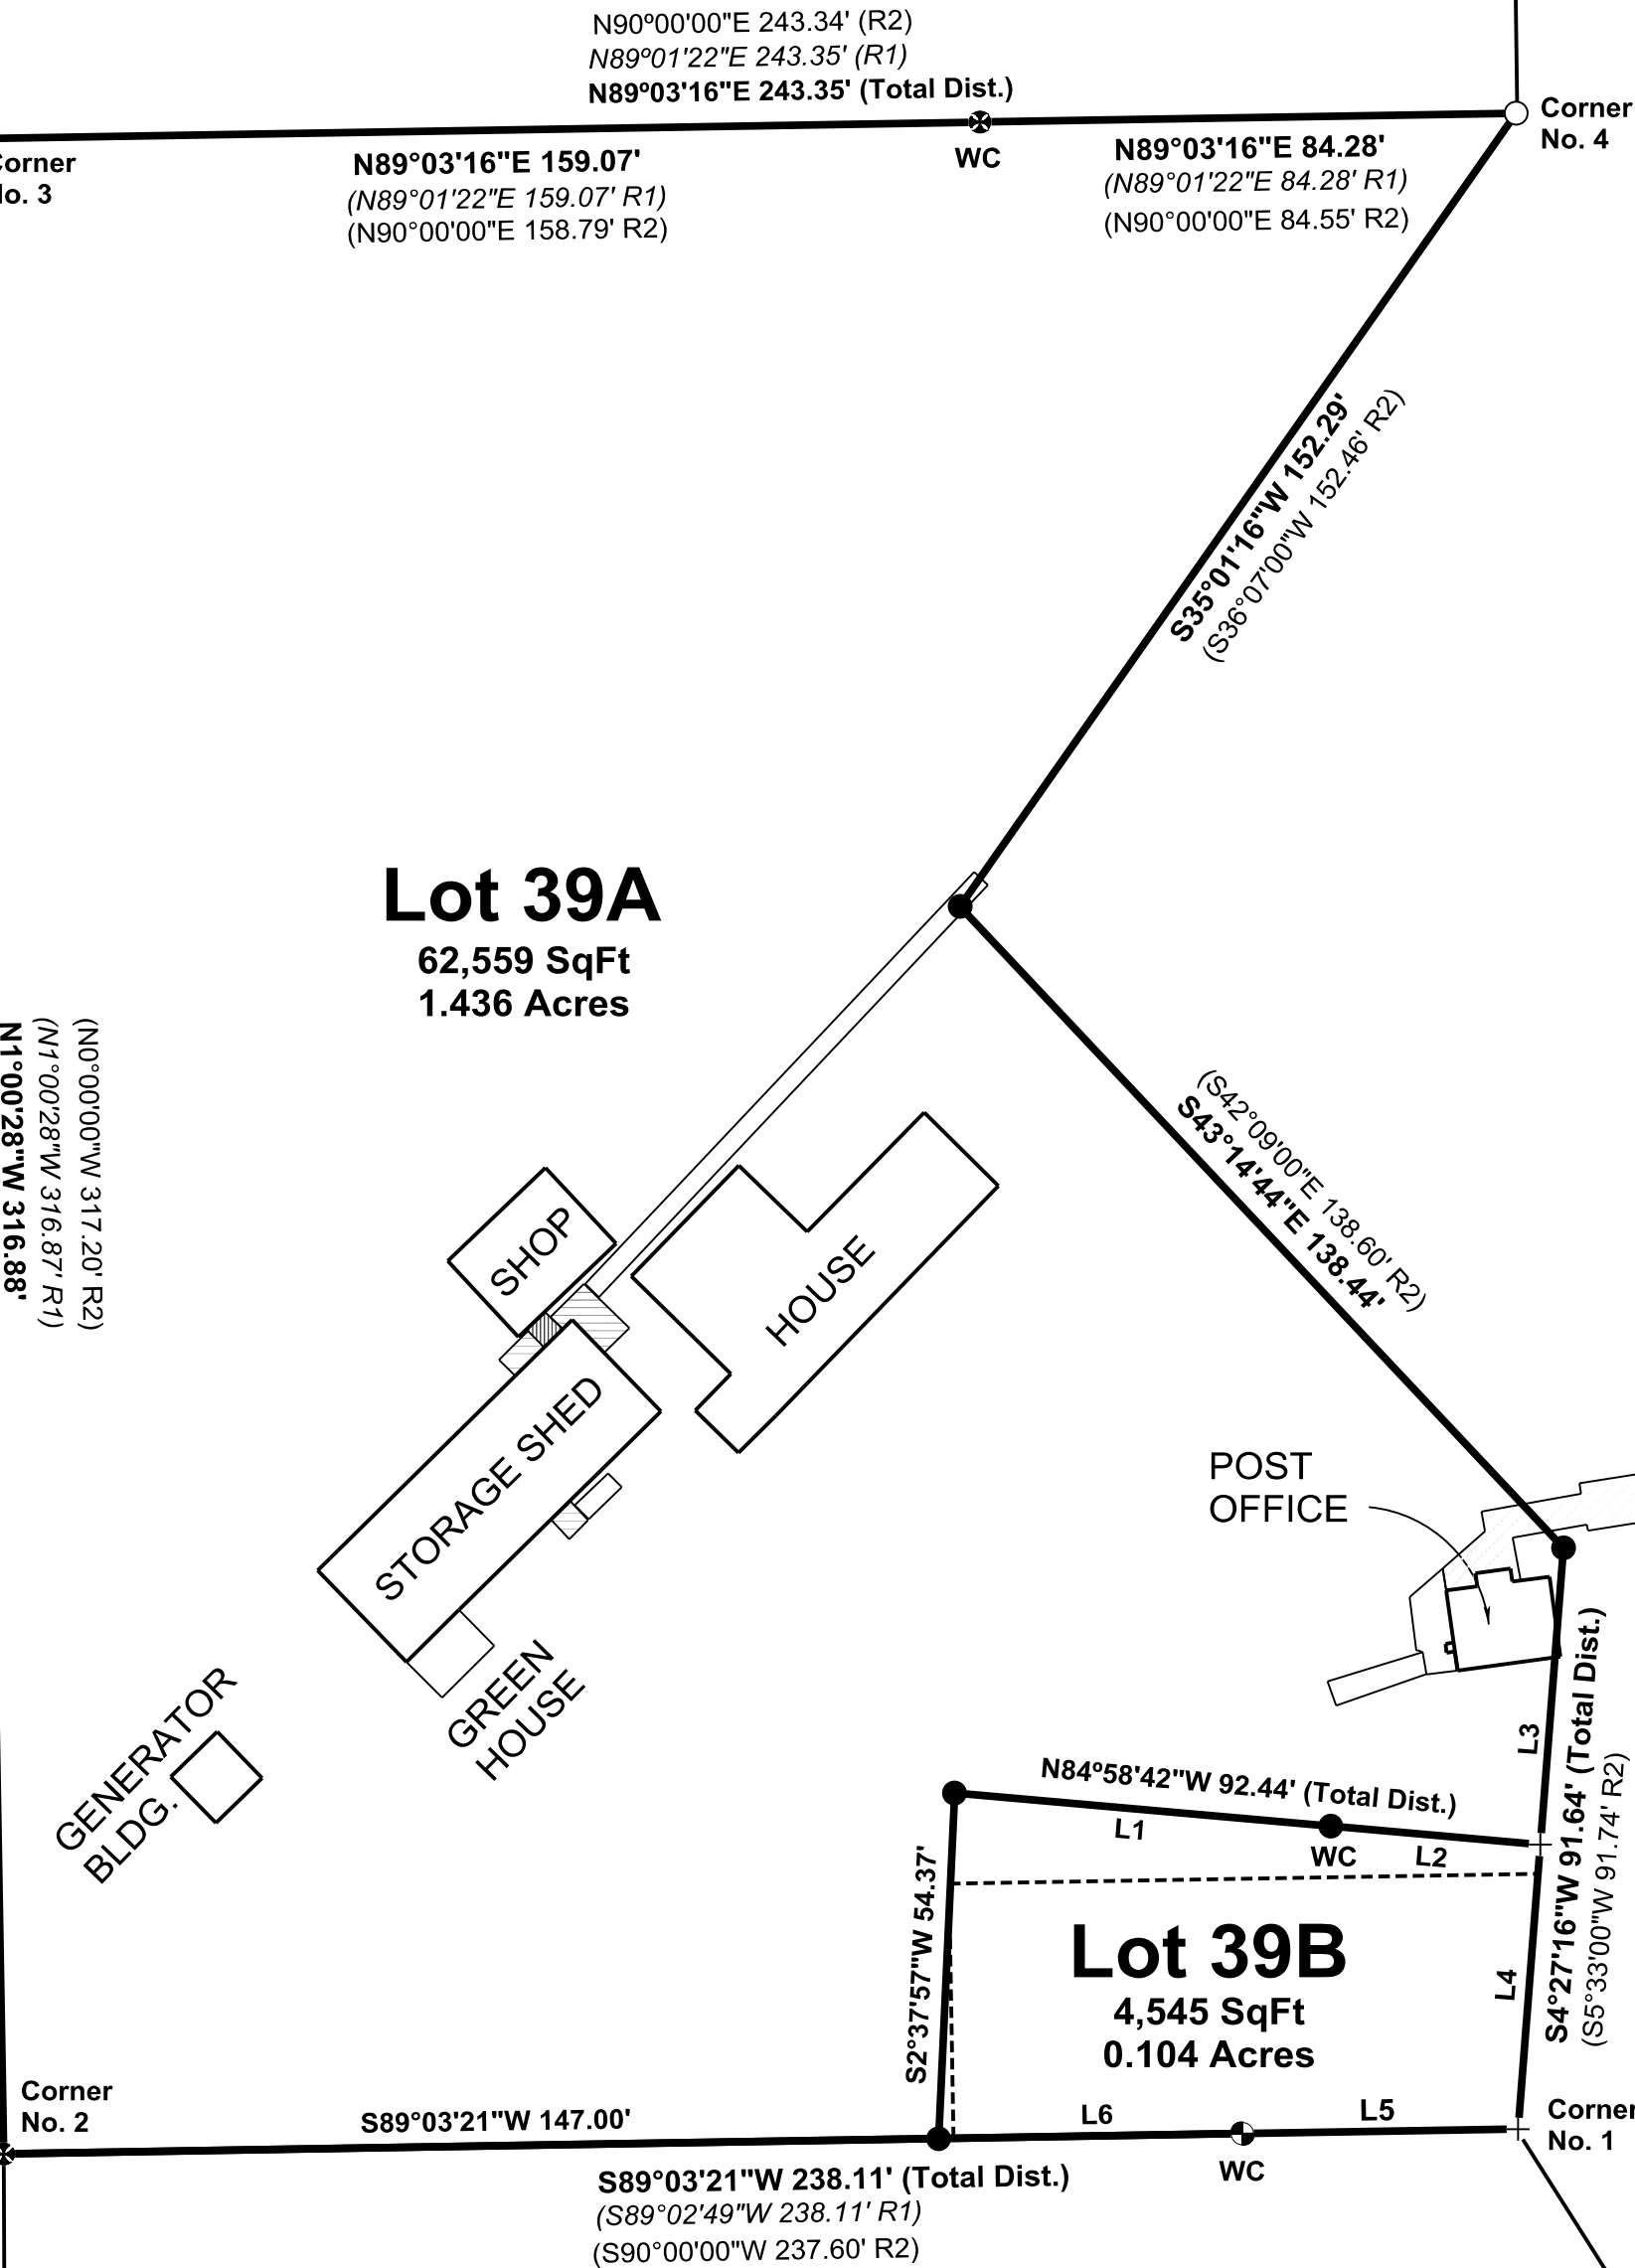 N90º00'00"E 243.34' (R2)
N89º01'22"E 243.35' (R1)
N89º03'16"E 243.35' (Total Dist.)
Corner
No. 4
Corner
No. 3
N89°03'16"E 159.07'
(N89°01'22"E 159.07' R1)
(N90°00'00"E 158.79' R2)
WC
N89°03'16"E 84.28'
(N89°01'22"E 84.28' R1)
(N90°00'00"E 84.55' R2)
S35°01'16"W 152.29'
(S36°07'00"W 152.46' R2)
Lot 39A
62,559 SqFt
1.436 Acres
(N0°00'00"W 317.20' R2)
(N1°00'28"W 316.87' R1)
N1°00'28"W 316.88'
(S42°09'00"E 138.60' R2)
S43°14'44"E 138.44'
SHOP
HOUSE
STORAGE SHED
POST
OFFICE
GREEN
HOUSE
GENERATOR
BLDG.
L3
S4°27'16"W 91.64' (Total Dist.)
(S5°33'00"W 91.74' R2)
N84º58'42"W 92.44' (Total Dist.)
L1
WC
L2
S2°37'57"W 54.37'
Lot 39B
4,545 SqFt
0.104 Acres
L4
Corner
No. 2
S89°03'21"W 147.00'
L6
L5
Corner
No. 1
WC
S89°03'21"W 238.11' (Total Dist.)
(S89°02'49"W 238.11' R1)
(S90°00'00"W 237.60' R2)